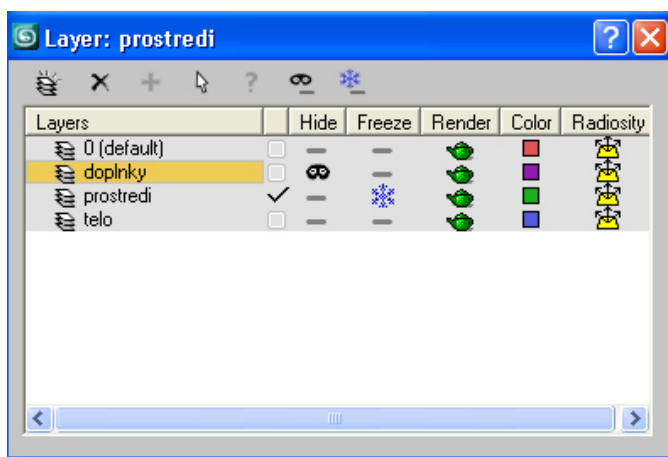 Layer: prostredi
Layers Hide Freeze Render Color Radiosity
0 (default)
doplnky
prostredi
telo